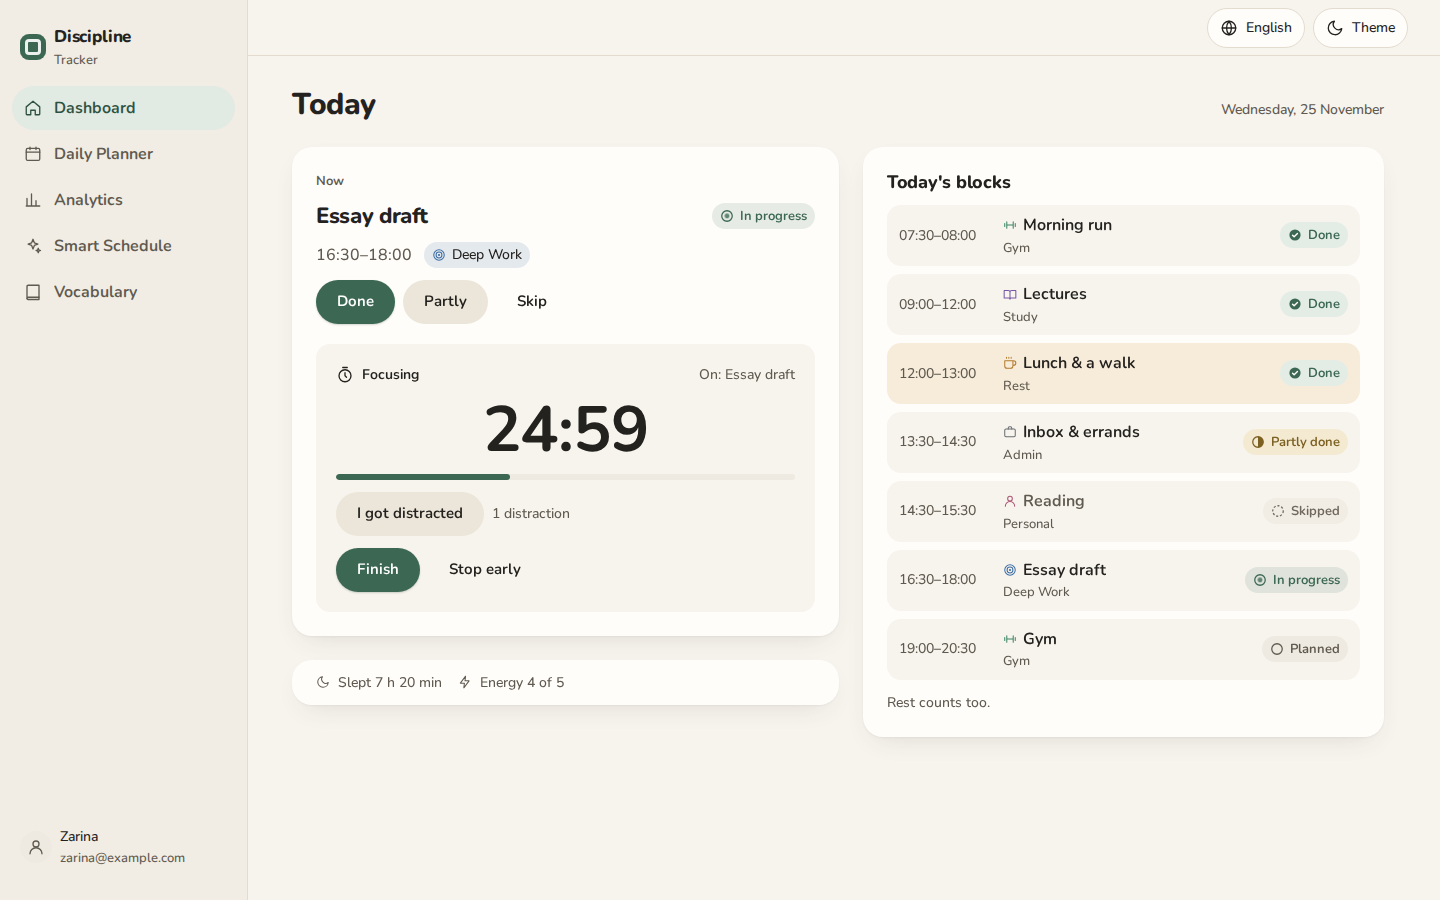 Discipline
Tracker
Dashboard
Daily Planner
Analytics
Smart Schedule
Vocabulary
Zarina
zarina@example.com
English
Theme
Today
Wednesday, 25 November
Now
Essay draft
In progress
16:30–18:00
Deep Work
Done
Partly
Skip
Focusing
On: Essay draft
24:59
I got distracted
1 distraction
Finish
Stop early
Slept 7 h 20 min
Energy 4 of 5
Today's blocks
07:30–08:00
Morning run
Gym
Done
09:00–12:00
Lectures
Study
Done
12:00–13:00
Lunch & a walk
Rest
Done
13:30–14:30
Inbox & errands
Admin
Partly done
14:30–15:30
Reading
Personal
Skipped
16:30–18:00
Essay draft
Deep Work
In progress
19:00–20:30
Gym
Gym
Planned
Rest counts too.